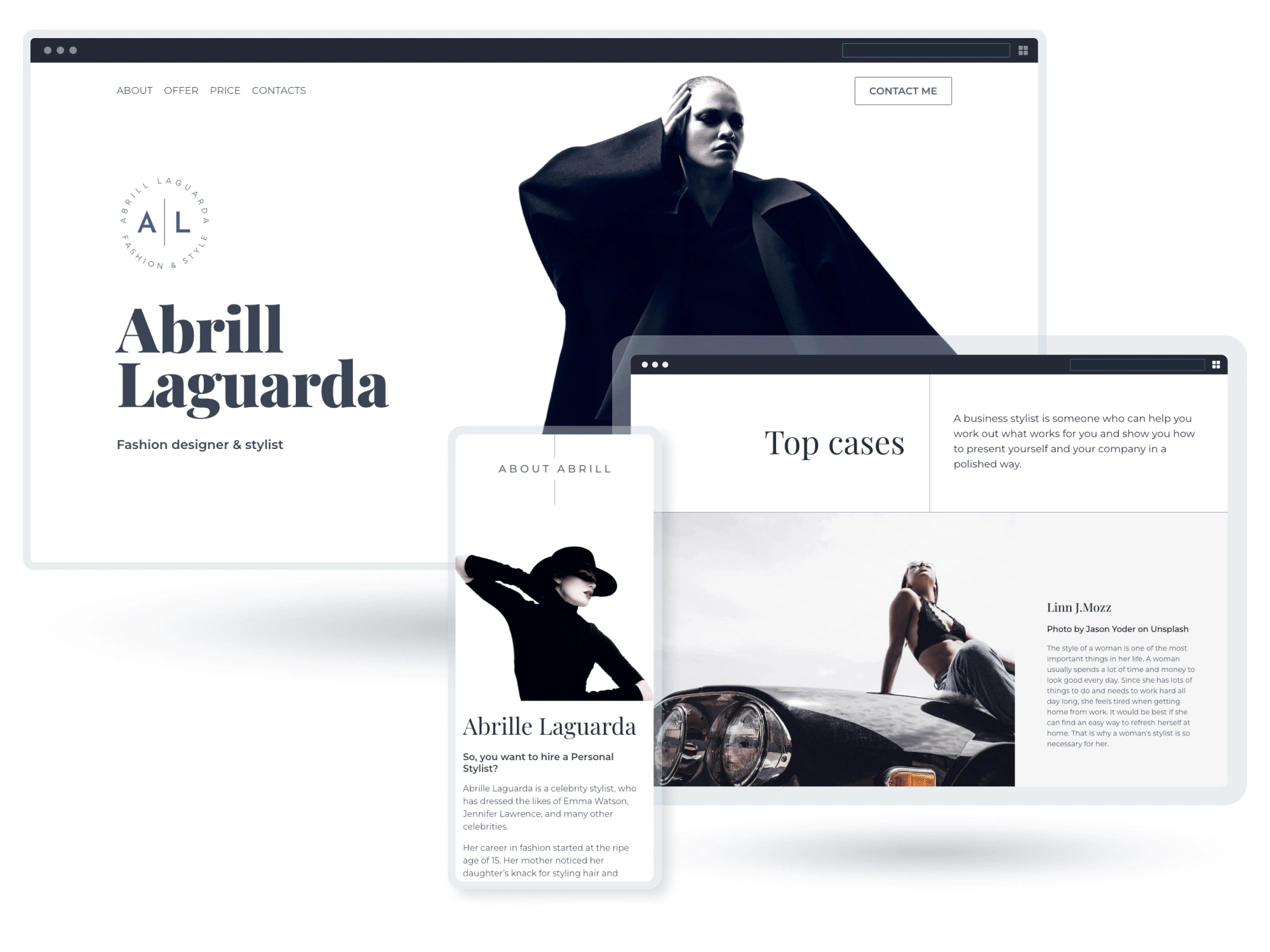 ABOUT OFFER PRICE CONTACTS
CONTACT ME
ABRILL LAGUARDA
A | L
FASHION & STYLE
Abrill
Laguarda
Fashion designer & stylist
Top cases
A business stylist is someone who can help you
work out what works for you and show you how
to present yourself and your company in a
polished way.
Linn J.Mozz
Photo by Jason Yoder on Unsplash
The style of a woman is one of the most
important things in her life. A woman
usually spends a lot of time and money to
look good every day. Since she has lots of
things to do and needs to work hard all
day long, she feels tired when getting
home from work. It would be best if she
can find an easy way to refresh herself at
home. That is why a woman's stylist is so
necessary for her.
ABOUT ABRILL
Abrille Laguarda
So, you want to hire a Personal
Stylist?
Abrille Laguarda is a celebrity stylist, who
has dressed the likes of Emma Watson,
Jennifer Lawrence, and many other
celebrities.
Her career in fashion started at the ripe
age of 15. Her mother noticed her
daughter's knack for styling hair and